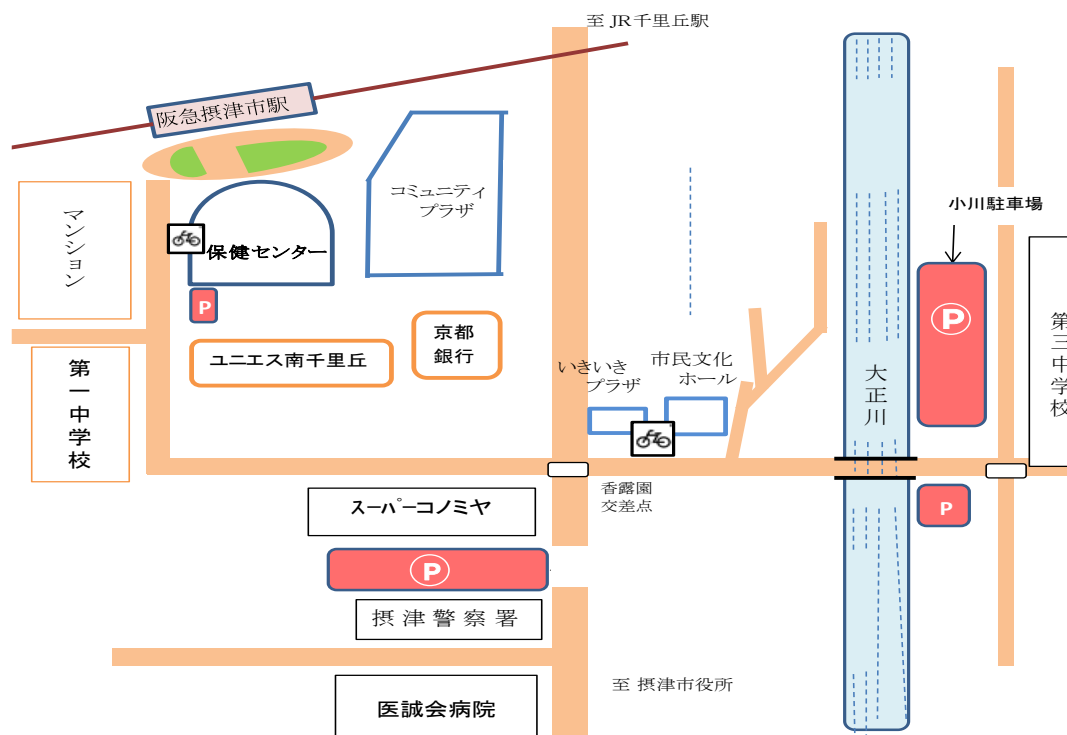 至 JR千里丘駅
阪急摂津市駅
コミュニティ
プラザ
マンション
保健センター
小川駐車場
P
P
第三中学校
京都
銀行
ユニエス南千里丘
第一中学校
いきいき
プラザ
市民文化
ホール
大正川
香露園
交差点
スーパーコノミヤ
P
P
摂津警察署
至 摂津市役所
医誠会病院